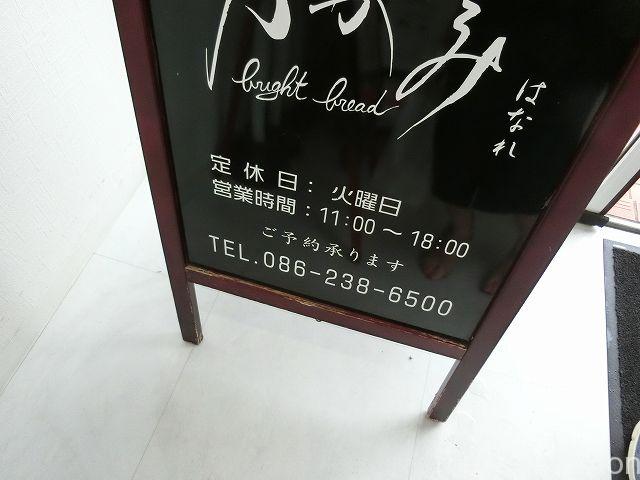 bright bread
はなれ
定休日: 火曜日
営業時間: 11:00〜18:00
ご予約承ります
TEL.086-238-6500